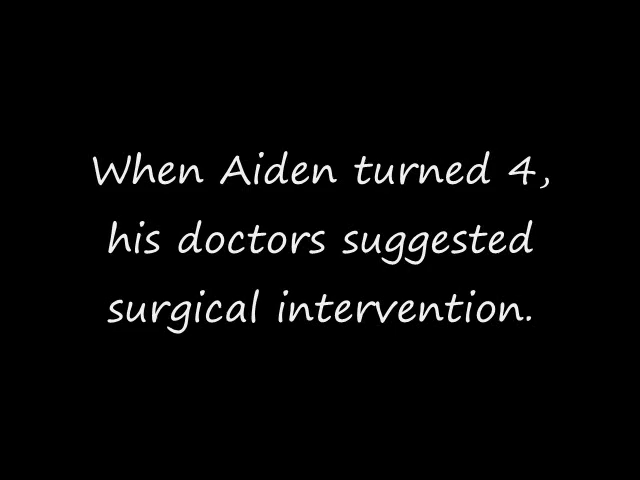 When Aiden turned 4,
his doctors suggested
surgical intervention.